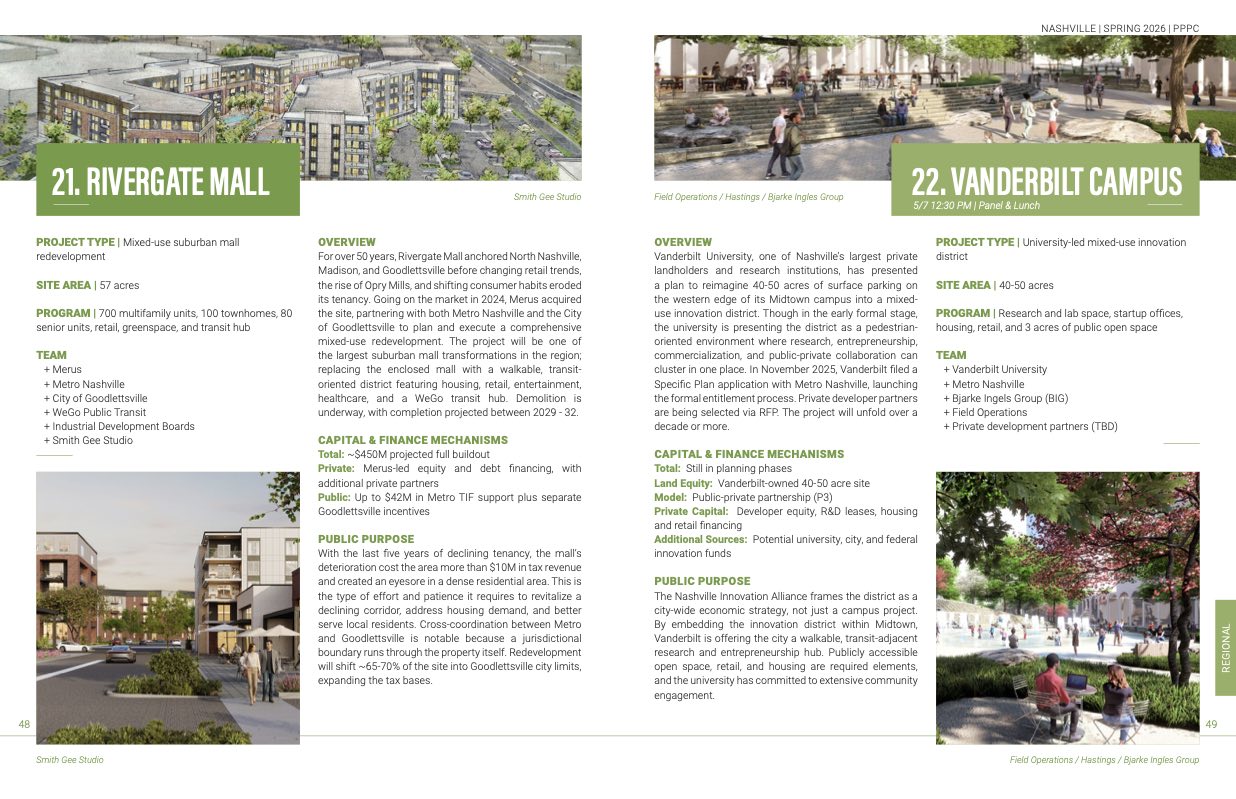 NASHVILLE | SPRING 2026 | PPPC
21. RIVERGATE MALL
Smith Gee Studio
PROJECT TYPE | Mixed-use suburban mall
redevelopment
SITE AREA | 57 acres
PROGRAM | 700 multifamily units, 100 townhomes, 80
senior units, retail, greenspace, and transit hub
TEAM
+ Merus
+ Metro Nashville
+ City of Goodlettsville
+ WeGo Public Transit
+ Industrial Development Boards
+ Smith Gee Studio
OVERVIEW
For over 50 years, Rivergate Mall anchored North Nashville,
Madison, and Goodlettsville before changing retail trends,
the rise of Opry Mills, and shifting consumer habits eroded
its tenancy. Going on the market in 2024, Merus acquired
the site, partnering with both Metro Nashville and the City
of Goodlettsville to plan and execute a comprehensive
mixed-use redevelopment. The project will be one of
the largest suburban mall transformations in the region;
replacing the enclosed mall with a walkable, transit-
oriented district featuring housing, retail, entertainment,
healthcare, and a WeGo transit hub. Demolition is
underway, with completion projected between 2029 - 32.
CAPITAL & FINANCE MECHANISMS
Total: ~$450M projected full buildout
Private: Merus-led equity and debt financing, with
additional private partners
Public: Up to $42M in Metro TIF support plus separate
Goodlettsville incentives
PUBLIC PURPOSE
With the last five years of declining tenancy, the mall's
deterioration cost the area more than $10M in tax revenue
and created an eyesore in a dense residential area. This is
the type of effort and patience it requires to revitalize a
declining corridor, address housing demand, and better
serve local residents. Cross-coordination between Metro
and Goodlettsville is notable because a jurisdictional
boundary runs through the property itself. Redevelopment
will shift ~65-70% of the site into Goodlettsville city limits,
expanding the tax bases.
48
Smith Gee Studio
22. VANDERBILT CAMPUS
5/7 12:30 PM | Panel & Lunch
Field Operations / Hastings / Bjarke Ingles Group
OVERVIEW
Vanderbilt University, one of Nashville's largest private
landholders and research institutions, has presented
a plan to reimagine 40-50 acres of surface parking on
the western edge of its Midtown campus into a mixed-
use innovation district. Though in the early formal stage,
the university is presenting the district as a pedestrian-
oriented environment where research, entrepreneurship,
commercialization, and public-private collaboration can
cluster in one place. In November 2025, Vanderbilt filed a
Specific Plan application with Metro Nashville, launching
the formal entitlement process. Private developer partners
are being selected via RFP. The project will unfold over a
decade or more.
CAPITAL & FINANCE MECHANISMS
Total: Still in planning phases
Land Equity: Vanderbilt-owned 40-50 acre site
Model: Public-private partnership (P3)
Private Capital: Developer equity, R&D leases, housing
and retail financing
Additional Sources: Potential university, city, and federal
innovation funds
PUBLIC PURPOSE
The Nashville Innovation Alliance frames the district as a
city-wide economic strategy, not just a campus project.
By embedding the innovation district within Midtown,
Vanderbilt is offering the city a walkable, transit-adjacent
research and entrepreneurship hub. Publicly accessible
open space, retail, and housing are required elements,
and the university has committed to extensive community
engagement.
PROJECT TYPE | University-led mixed-use innovation
district
SITE AREA | 40-50 acres
PROGRAM | Research and lab space, startup offices,
housing, retail, and 3 acres of public open space
TEAM
+ Vanderbilt University
+ Metro Nashville
+ Bjarke Ingels Group (BIG)
+ Field Operations
+ Private development partners (TBD)
REGIONAL
49
Field Operations / Hastings / Bjarke Ingles Group